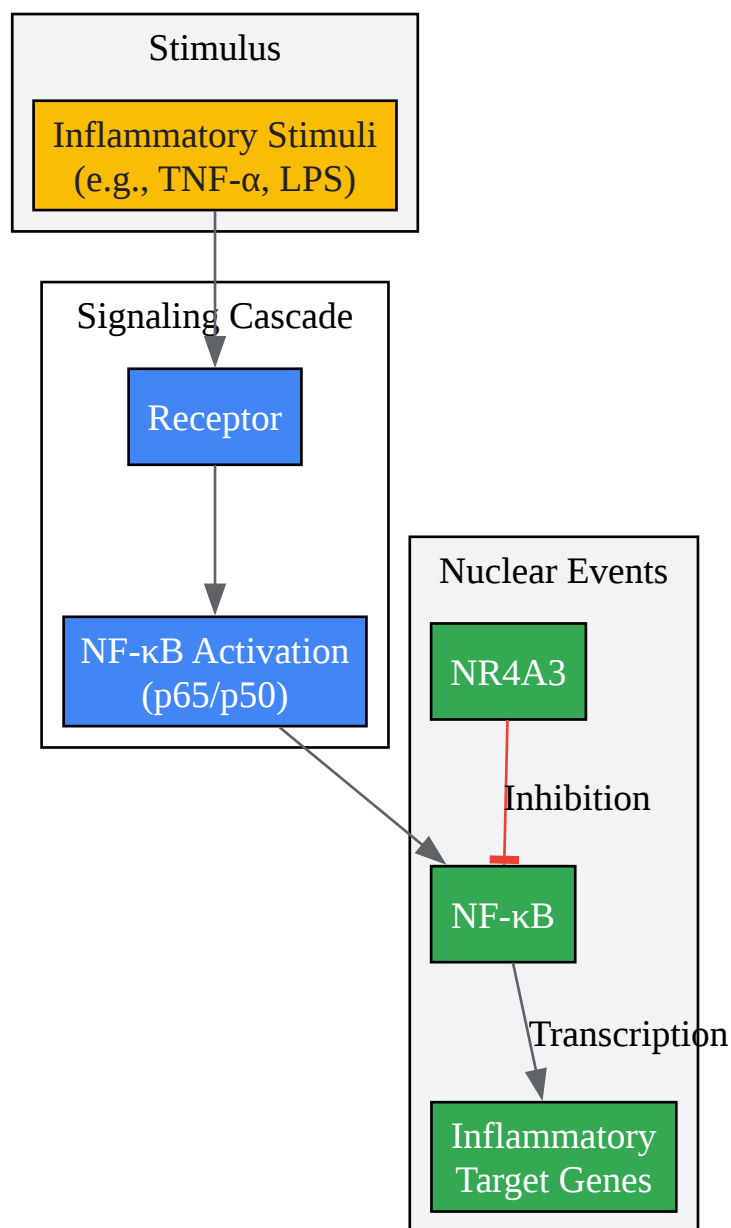 Stimulus
Inflammatory Stimuli
(e.g., TNF-α, LPS)
Signaling Cascade
Receptor
NF-κB Activation
(p65/p50)
Nuclear Events
NR4A3
Inhibition
NF-κB
Transcription
Inflammatory
Target Genes